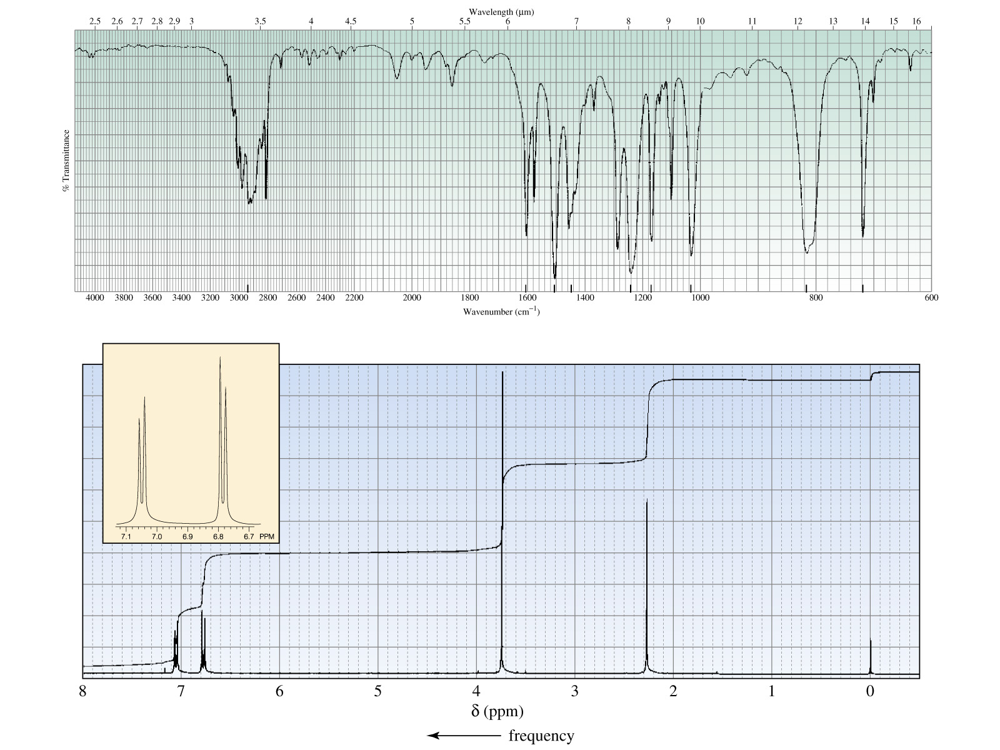 Wavelength (μm)
2.5 2.6 2.7 2.8 2.9 3 3.5 4 4.5 5 5.5 6 7 8 9 10 11 12 13 14 15 16
% Transmittance
4000 3800 3600 3400 3200 3000 2800 2600 2400 2200 2000 1800 1600 1400 1200 1000 800 600
Wavenumber (cm⁻¹)
7.1 7.0 6.9 6.8 6.7 PPM
8 7 6 5 4 3 2 1 0
δ (ppm)
frequency